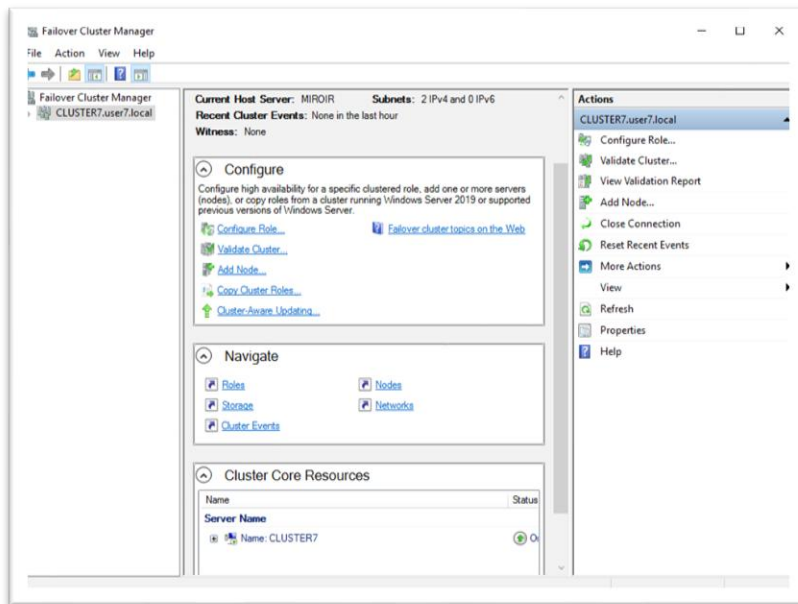 Failover Cluster Manager
File Action View Help
Failover Cluster Manager
CLUSTER7.user7.local
Current Host Server: MIROIR Subnets: 2 IPv4 and 0 IPv6
Recent Cluster Events: None in the last hour
Witness: None
Configure
Configure high availability for a specific clustered role, add one or more servers
(nodes), or copy roles from a cluster running Windows Server 2019 or supported
previous versions of Windows Server.
Configure Role... Failover cluster topics on the Web
Validate Cluster...
Add Node...
Copy Cluster Roles...
Cluster-Aware Updating...
Navigate
Roles Nodes
Storage Networks
Cluster Events
Cluster Core Resources
Name Status
Server Name
Name: CLUSTER7
Actions
CLUSTER7.user7.local
Configure Role...
Validate Cluster...
View Validation Report
Add Node...
Close Connection
Reset Recent Events
More Actions
View
Refresh
Properties
Help